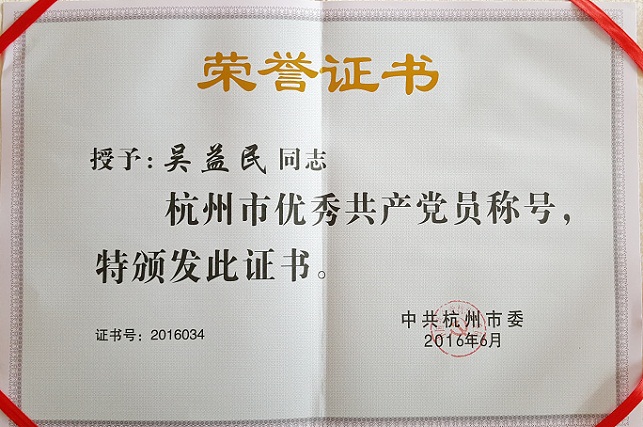 荣誉证书
授予：吴益民 同志
杭州市优秀共产党员称号，
特颁发此证书。
证书号：2016034
中共杭州市委
2016年6月